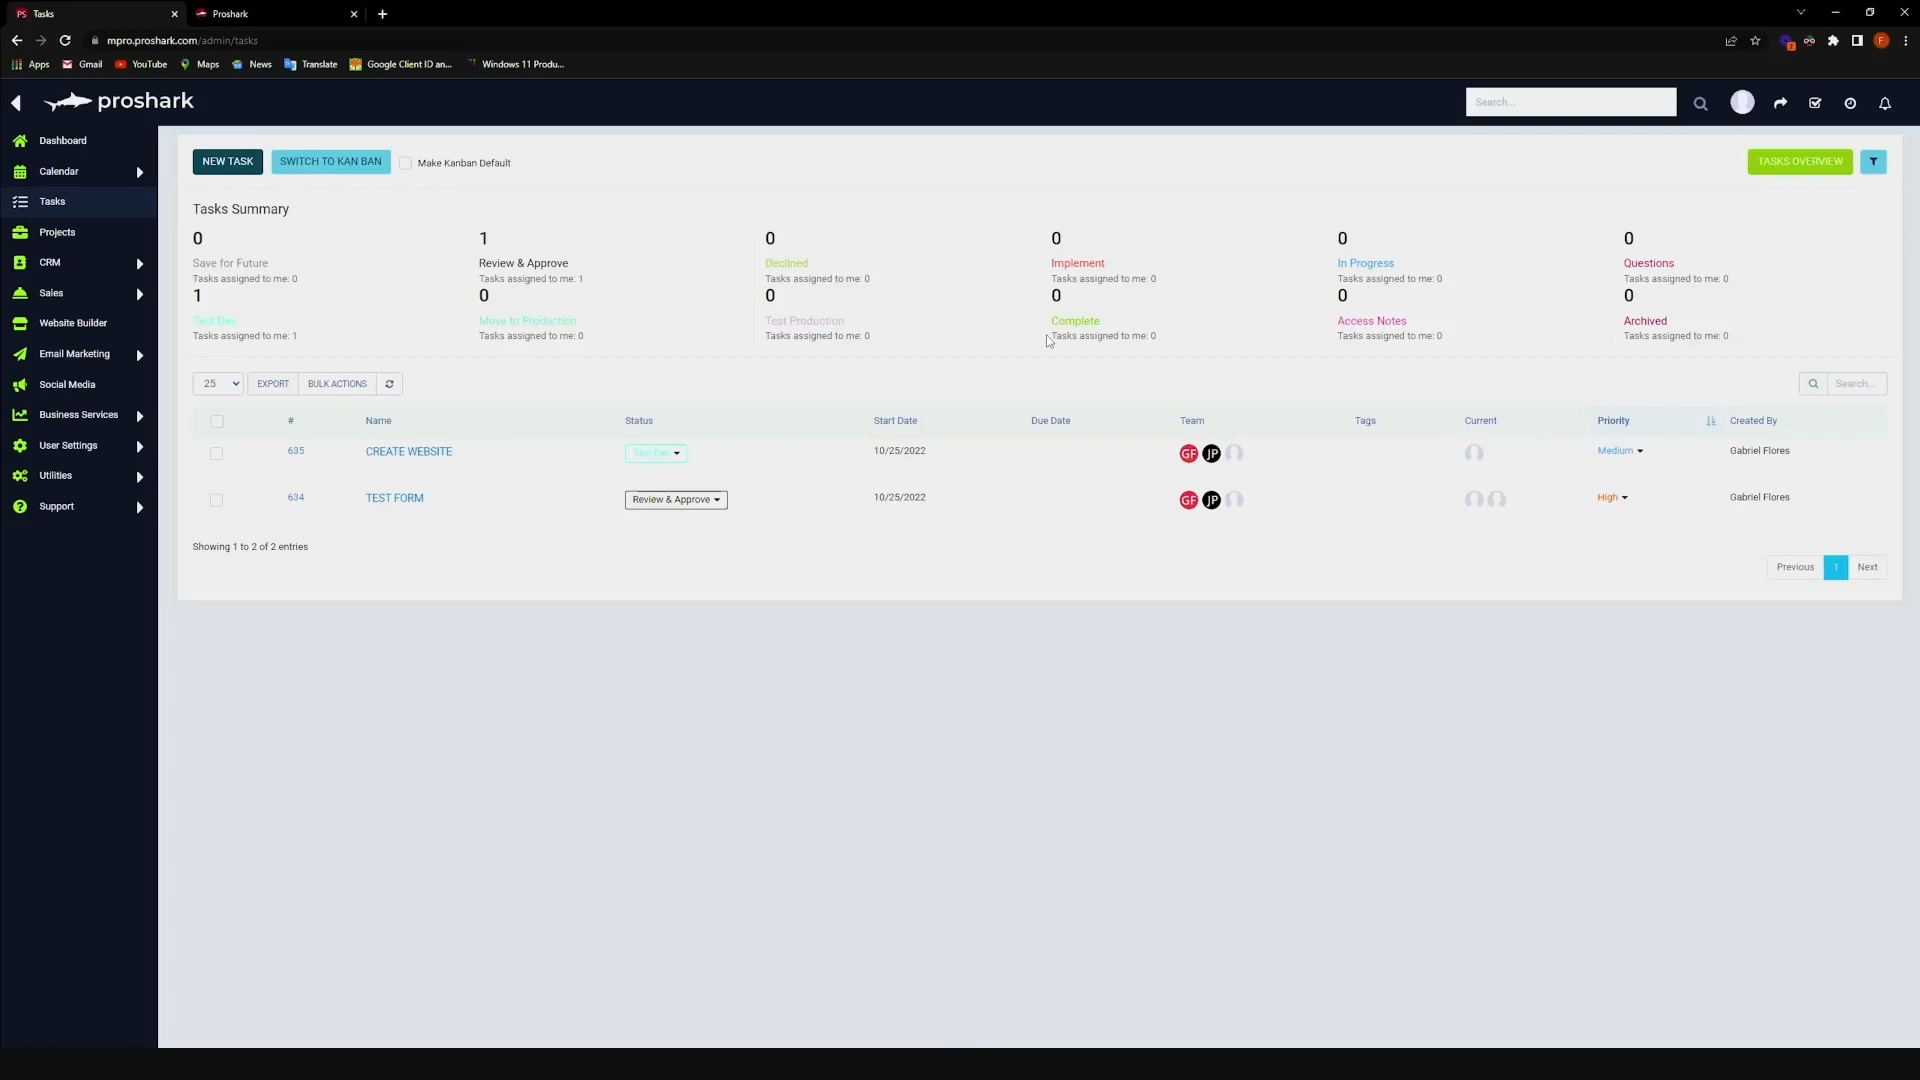 PS Tasks
Proshark
mpro.proshark.com/admin/tasks
Apps Gmail YouTube Maps News Translate Google Client ID an... Windows 11 Produ...
proshark
Search...
Dashboard
Calendar
Tasks
Projects
CRM
Sales
Website Builder
Email Marketing
Social Media
Business Services
User Settings
Utilities
Support
NEW TASK SWITCH TO KAN BAN Make Kanban Default TASKS OVERVIEW
Tasks Summary
0 1 0 0 0 0
Save for Future Review & Approve Declined Implement In Progress Questions
Tasks assigned to me: 0 Tasks assigned to me: 1 Tasks assigned to me: 0 Tasks assigned to me: 0 Tasks assigned to me: 0 Tasks assigned to me: 0
1 0 0 0 0 0
Test Dev Move to Production Test Production Complete Access Notes Archived
Tasks assigned to me: 1 Tasks assigned to me: 0 Tasks assigned to me: 0 Tasks assigned to me: 0 Tasks assigned to me: 0 Tasks assigned to me: 0
25 EXPORT BULK ACTIONS Search...
# Name Status Start Date Due Date Team Tags Current Priority Created By
635 CREATE WEBSITE Test Dev 10/25/2022 GF JP Medium Gabriel Flores
634 TEST FORM Review & Approve 10/25/2022 GF JP High Gabriel Flores
Showing 1 to 2 of 2 entries
Previous 1 Next